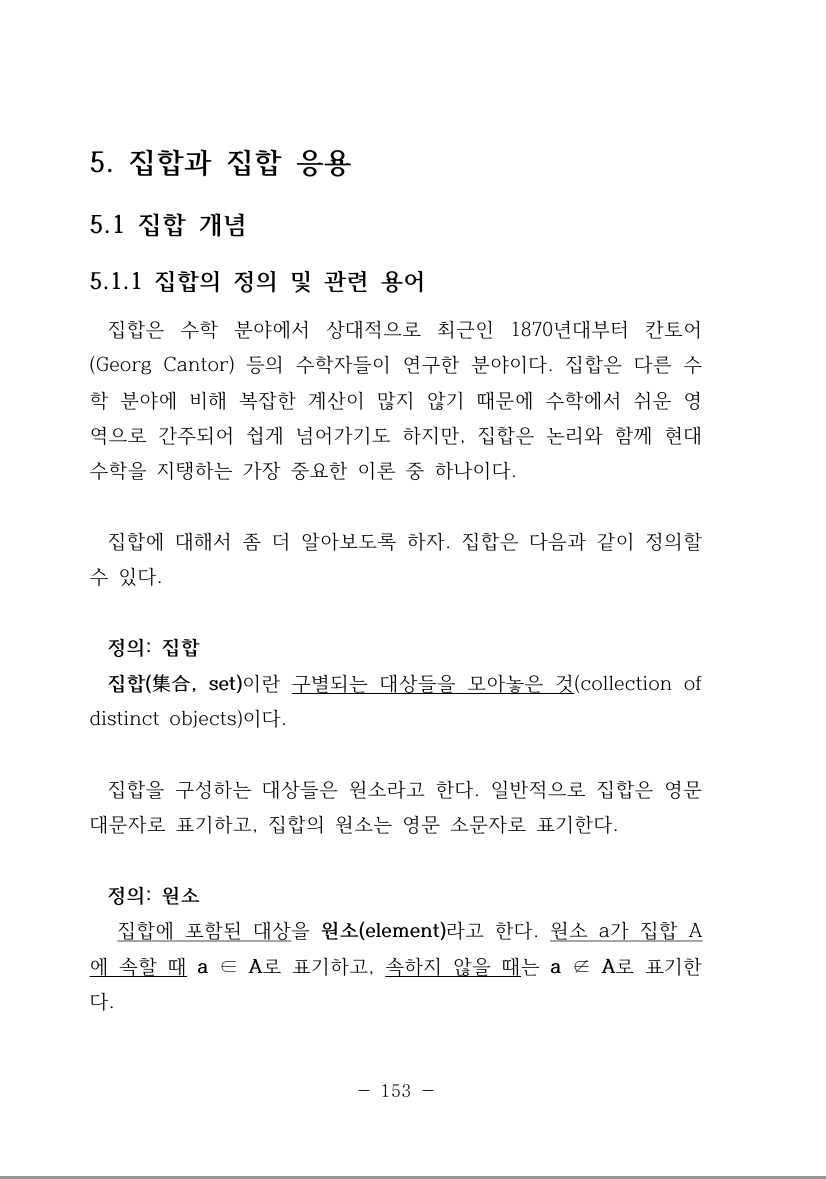 5. 집합과 집합 응용
5.1 집합 개념
5.1.1 집합의 정의 및 관련 용어
집합은 수학 분야에서 상대적으로 최근인 1870년대부터 칸토어
(Georg Cantor) 등의 수학자들이 연구한 분야이다. 집합은 다른 수
학 분야에 비해 복잡한 계산이 많지 않기 때문에 수학에서 쉬운 영
역으로 간주되어 쉽게 넘어가기도 하지만, 집합은 논리와 함께 현대
수학을 지탱하는 가장 중요한 이론 중 하나이다.
집합에 대해서 좀 더 알아보도록 하자. 집합은 다음과 같이 정의할
수 있다.
정의: 집합
집합(集合, set)이란 구별되는 대상들을 모아놓은 것(collection of
distinct objects)이다.
집합을 구성하는 대상들은 원소라고 한다. 일반적으로 집합은 영문
대문자로 표기하고, 집합의 원소는 영문 소문자로 표기한다.
정의: 원소
집합에 포함된 대상을 원소(element)라고 한다. 원소 a가 집합 A
에 속할 때 a ∈ A로 표기하고, 속하지 않을 때는 a ∉ A로 표기한
다.
- 153 -